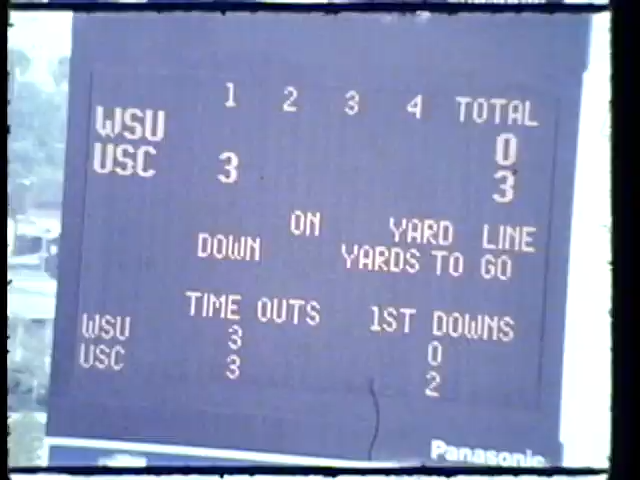 1 2 3 4 TOTAL
WSU 0
USC 3 3
ON YARD LINE
DOWN YARDS TO GO
TIME OUTS 1ST DOWNS
WSU 3 0
USC 3 2
Panasonic